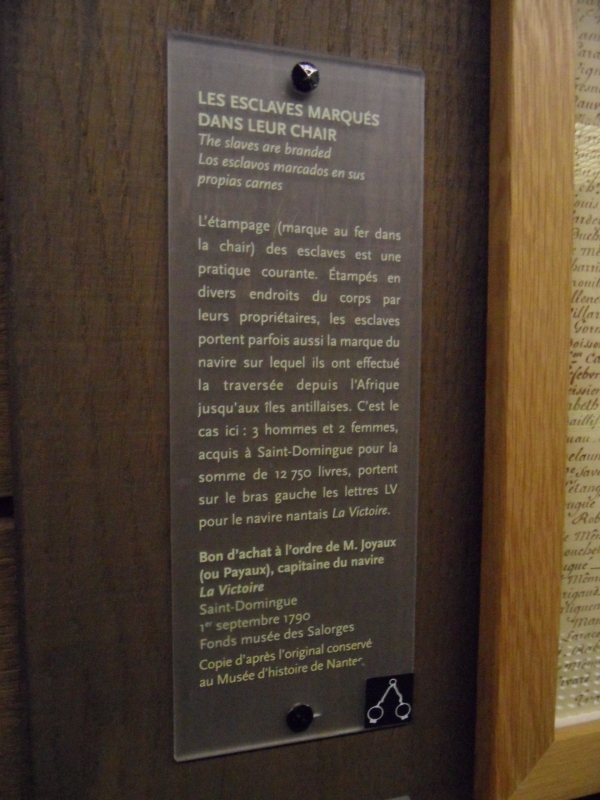 LES ESCLAVES MARQUÉS
DANS LEUR CHAIR
The slaves are branded
Los esclavos marcados en sus
propias carnes
L'étampage (marque au fer dans
la chair) des esclaves est une
pratique courante. Étampés en
divers endroits du corps par
leurs propriétaires, les esclaves
portent parfois aussi la marque du
navire sur lequel ils ont effectué
la traversée depuis l'Afrique
jusqu'aux îles antillaises. C'est le
cas ici : 3 hommes et 2 femmes,
acquis à Saint-Domingue pour la
somme de 12 750 livres, portent
sur le bras gauche les lettres LV
pour le navire nantais La Victoire.
Bon d'achat à l'ordre de M. Joyaux
(ou Payaux), capitaine du navire
La Victoire
Saint-Domingue
1er septembre 1790
Fonds musée des Salorges
Copie d'après l'original conservé
au Musée d'histoire de Nantes.